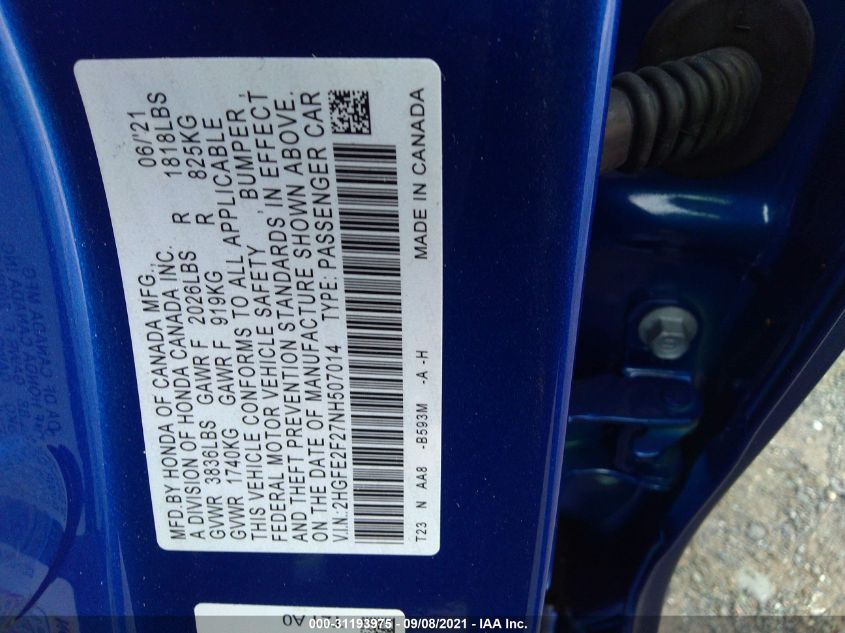 MFD.BY HONDA OF CANADA MFG., 06/'21
A DIVISION OF HONDA CANADA INC.
GVWR 3836LBS GAWR F 2026LBS R 1818LBS
GVWR 1740KG GAWR F 919KG R 825KG
THIS VEHICLE CONFORMS TO ALL APPLICABLE
FEDERAL MOTOR VEHICLE SAFETY , BUMPER ,
AND THEFT PREVENTION STANDARDS IN EFFECT
ON THE DATE OF MANUFACTURE SHOWN ABOVE.
V.I.N.:2HGFE2F27NH507014 TYPE: PASSENGER CAR
T23 N AA8 -B593M -A -H MADE IN CANADA
A0
000-31193975 - 09/08/2021 - IAA Inc.